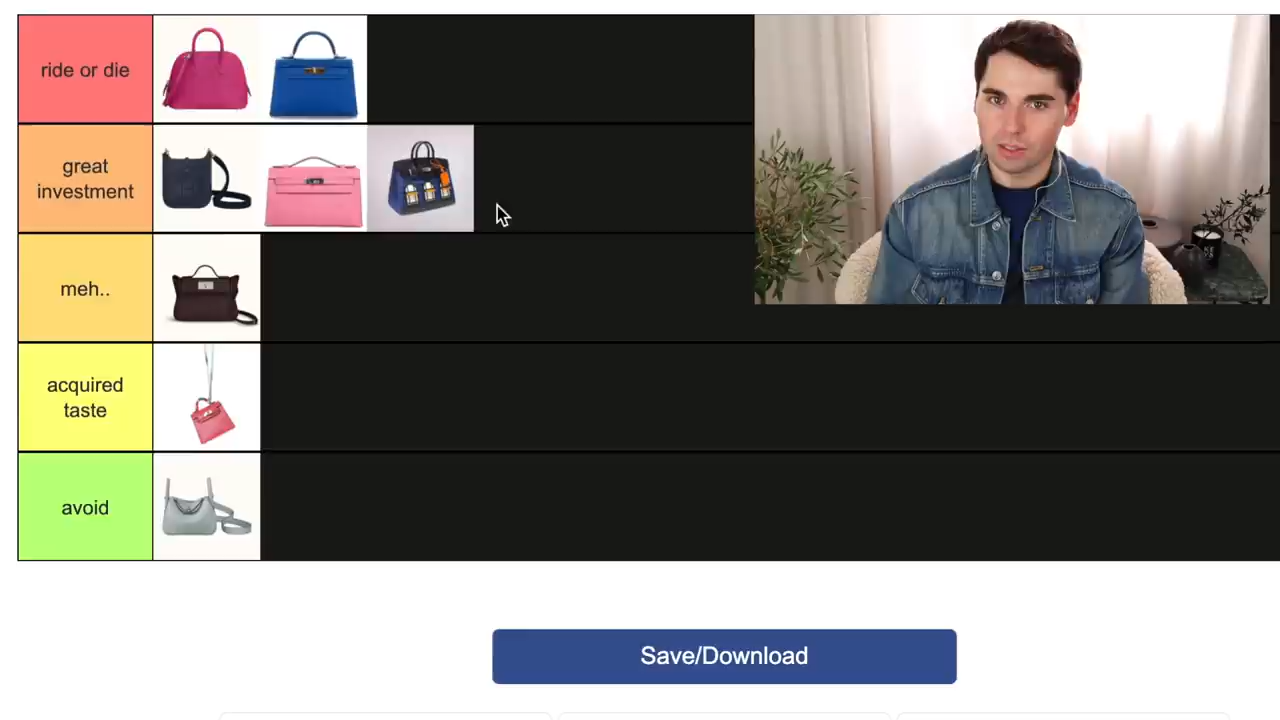 ride or die
great
investment
meh..
acquired
taste
avoid
Save/Download